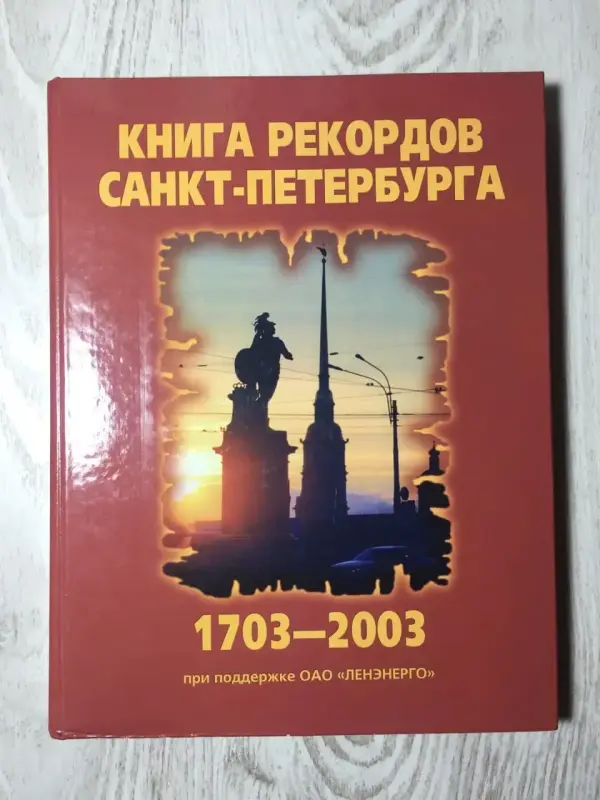 КНИГА РЕКОРДОВ
САНКТ-ПЕТЕРБУРГА
1703—2003
при поддержке ОАО «ЛЕНЭНЕРГО»